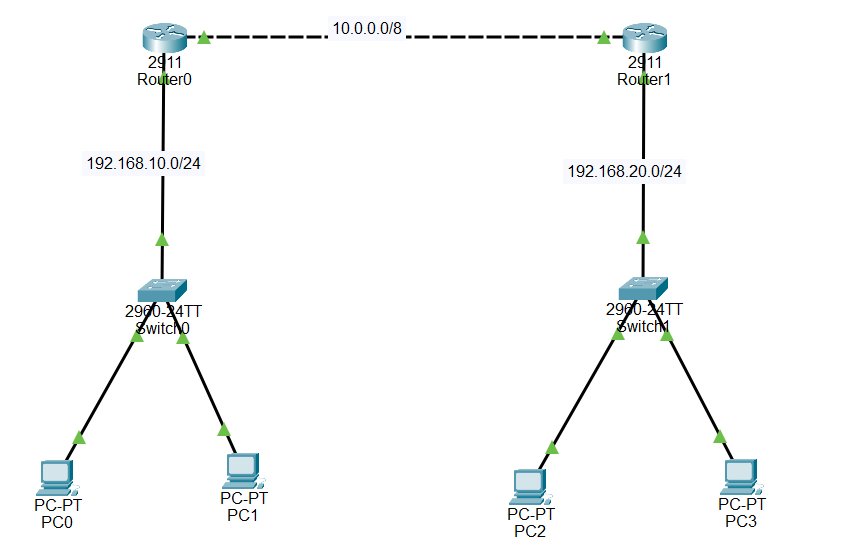 10.0.0.0/8
2911
Router0
2911
Router1
192.168.10.0/24
192.168.20.0/24
2960-24TT
Switch0
2960-24TT
Switch1
PC-PT
PC0
PC-PT
PC1
PC-PT
PC2
PC-PT
PC3